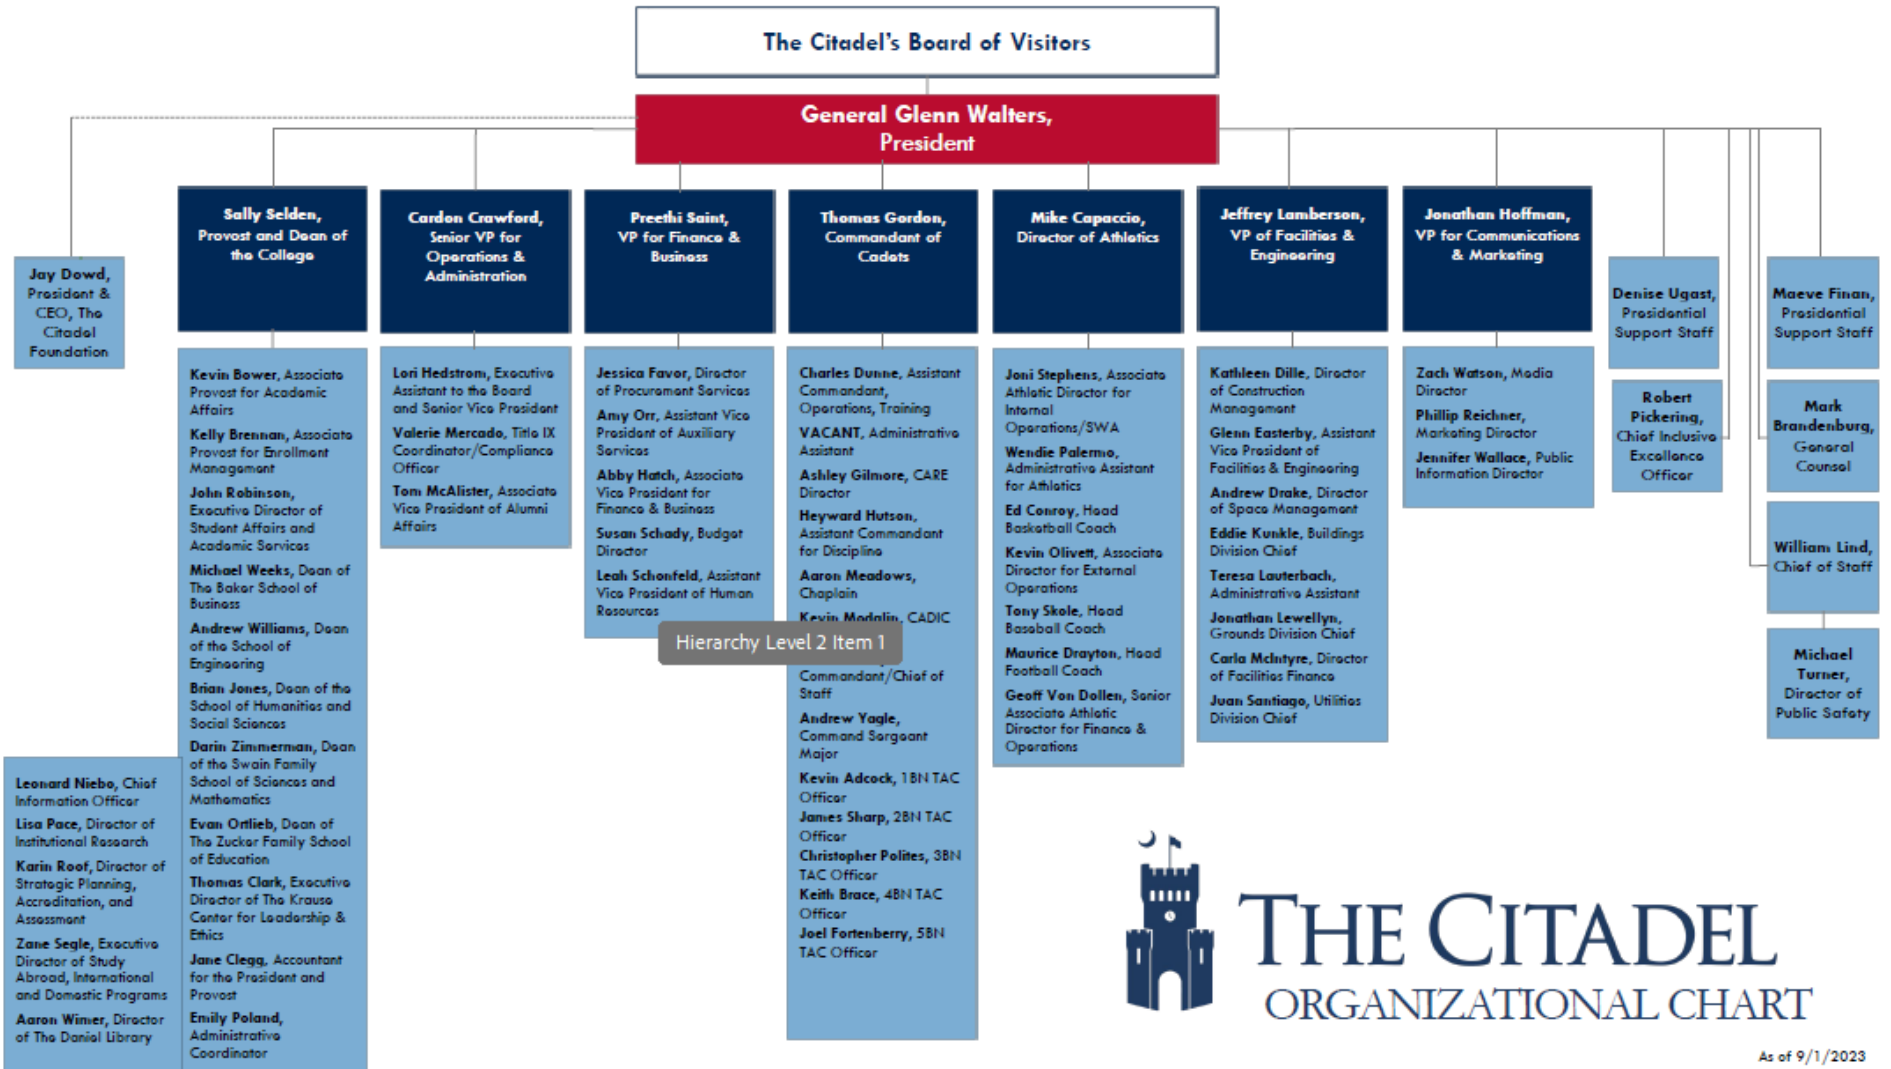 The Citadel's Board of Visitors
General Glenn Walters,
President
Jay Dowd,
President &
CEO, The
Citadel
Foundation
Sally Selden,
Provost and Dean of
the College
Kevin Bower, Associate
Provost for Academic
Affairs
Kelly Brennan, Associate
Provost for Enrollment
Management
John Robinson,
Executive Director of
Student Affairs and
Academic Services
Michael Weeks, Dean of
The Baker School of
Business
Andrew Williams, Dean
of the School of
Engineering
Brian Jones, Dean of the
School of Humanities and
Social Sciences
Darin Zimmerman, Dean
of the Swain Family
School of Sciences and
Mathematics
Evan Ortlieb, Dean of
The Zucker Family School
of Education
Thomas Clark, Executive
Director of The Krause
Center for Leadership &
Ethics
Jane Clegg, Accountant
for the President and
Provost
Emily Poland,
Administrative
Coordinator
Leonard Niebo, Chief
Information Officer
Lisa Pace, Director of
Institutional Research
Karin Roof, Director of
Strategic Planning,
Accreditation, and
Assessment
Zane Segle, Executive
Director of Study
Abroad, International
and Domestic Programs
Aaron Wimer, Director
of The Daniel Library
Cardon Crawford,
Senior VP for
Operations &
Administration
Lori Hedstrom, Executive
Assistant to the Board
and Senior Vice President
Valerie Mercado, Title IX
Coordinator/Compliance
Officer
Tom McAlister, Associate
Vice President of Alumni
Affairs
Preethi Saint,
VP for Finance &
Business
Jessica Favor, Director
of Procurement Services
Amy Orr, Assistant Vice
President of Auxiliary
Services
Abby Hatch, Associate
Vice President for
Finance & Business
Susan Schady, Budget
Director
Leah Schonfeld, Assistant
Vice President of Human
Resources
Hierarchy Level 2 Item 1
Thomas Gordon,
Commandant of
Cadets
Charles Dunne, Assistant
Commandant,
Operations, Training
VACANT, Administrative
Assistant
Ashley Gilmore, CARE
Director
Heyward Hutson,
Assistant Commandant
for Discipline
Aaron Meadows,
Chaplain
Kevin Modglin, CADIC
Commandant/Chief of
Staff
Andrew Yagle,
Command Sergeant
Major
Kevin Adcock, 1BN TAC
Officer
James Sharp, 2BN TAC
Officer
Christopher Polites, 3BN
TAC Officer
Keith Brace, 4BN TAC
Officer
Joel Fortenberry, 5BN
TAC Officer
Mike Capaccio,
Director of Athletics
Joni Stephens, Associate
Athletic Director for
Internal
Operations/SWA
Wendie Palermo,
Administrative Assistant
for Athletics
Ed Conroy, Head
Basketball Coach
Kevin Olivett, Associate
Director for External
Operations
Tony Skole, Head
Baseball Coach
Maurice Drayton, Head
Football Coach
Geoff Von Dollen, Senior
Associate Athletic
Director for Finance &
Operations
Jeffrey Lamberson,
VP of Facilities &
Engineering
Kathleen Dille, Director
of Construction
Management
Glenn Easterby, Assistant
Vice President of
Facilities & Engineering
Andrew Drake, Director
of Space Management
Eddie Kunkle, Buildings
Division Chief
Teresa Lauterbach,
Administrative Assistant
Jonathan Lewellyn,
Grounds Division Chief
Carla McIntyre, Director
of Facilities Finance
Juan Santiago, Utilities
Division Chief
Jonathan Hoffman,
VP for Communications
& Marketing
Zach Watson, Media
Director
Phillip Reichner,
Marketing Director
Jennifer Wallace, Public
Information Director
Denise Ugast,
Presidential
Support Staff
Robert
Pickering,
Chief Inclusive
Excellence
Officer
Maeve Finan,
Presidential
Support Staff
Mark
Brandenburg,
General
Counsel
William Lind,
Chief of Staff
Michael
Turner,
Director of
Public Safety
THE CITADEL
ORGANIZATIONAL CHART
As of 9/1/2023